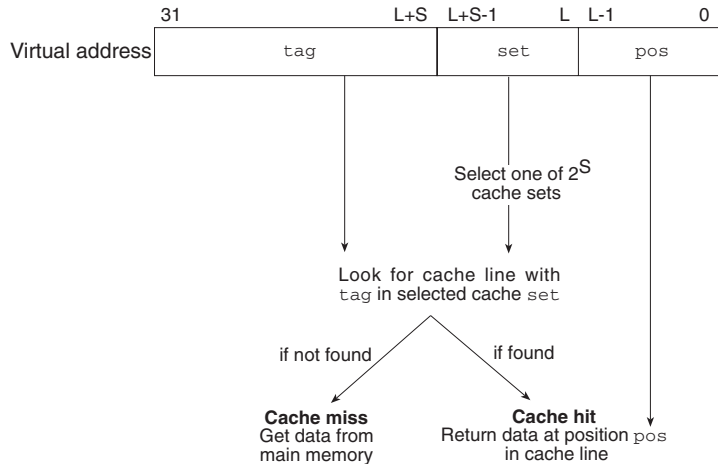 31 L+S L+S-1 L L-1 0
Virtual address tag set pos
Select one of 2^S
cache sets
Look for cache line with
tag in selected cache set
if not found if found
Cache miss
Get data from
main memory
Cache hit
Return data at position pos
in cache line